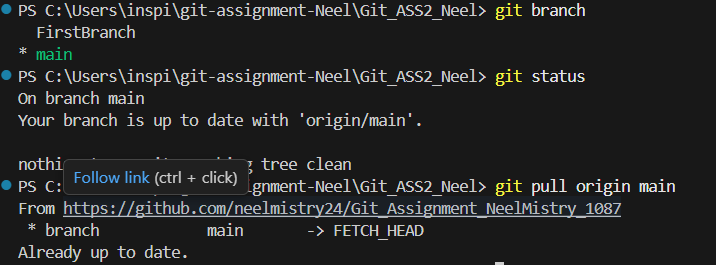 PS C:\Users\inspi\git-assignment-Neel\Git_ASS2_Neel> git branch
FirstBranch
* main
PS C:\Users\inspi\git-assignment-Neel\Git_ASS2_Neel> git status
On branch main
Your branch is up to date with 'origin/main'.
tree clean
Follow link (ctrl + click)
PS C:\ -assignment-Neel\Git_ASS2_Neel> git pull origin main
From https://github.com/neelmistry24/Git_Assignment_NeelMistry_1087
* branch main -> FETCH_HEAD
Already up to date.